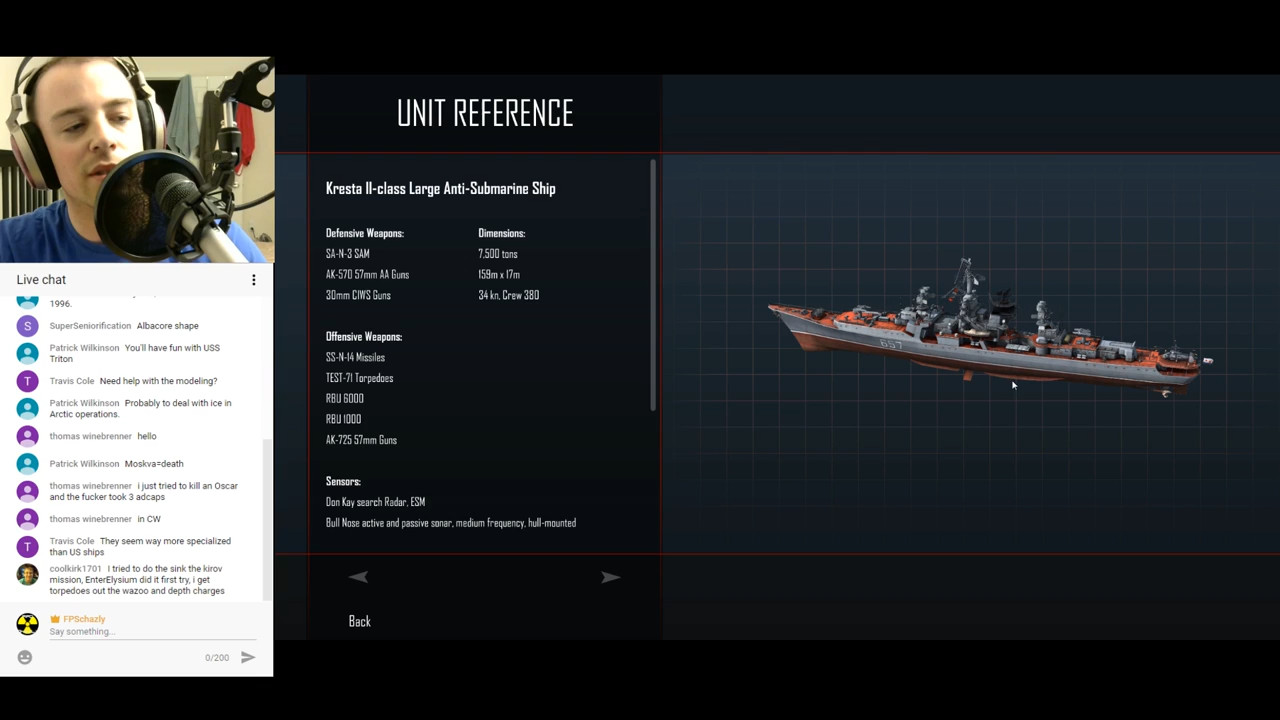 UNIT REFERENCE
Kresta II-class Large Anti-Submarine Ship
Defensive Weapons:
SA-N-3 SAM
AK-570 57mm AA Guns
30mm CIWS Guns
Dimensions:
7,500 tons
159m x 17m
34 kn, Crew 380
Offensive Weapons:
SS-N-14 Missiles
TEST-71 Torpedoes
RBU 6000
RBU 1000
AK-725 57mm Guns
Sensors:
Don Kay search Radar, ESM
Bull Nose active and passive sonar, medium frequency, hull-mounted
Back
657
Live chat
1996.
S
SuperSeniorification Albacore shape
Patrick Wilkinson You'll have fun with USS
Triton
T
Travis Cole Need help with the modeling?
Patrick Wilkinson Probably to deal with ice in
Arctic operations.
thomas winebrenner hello
Patrick Wilkinson Moskva=death
thomas winebrenner i just tried to kill an Oscar
and the fucker took 3 adcaps
thomas winebrenner in CW
T
Travis Cole They seem way more specialized
than US ships
coolkirk1701 I tried to do the sink the kirov
mission, EnterElysium did it first try, i get
torpedoes out the wazoo and depth charges
FPSchazly
Say something...
0/200